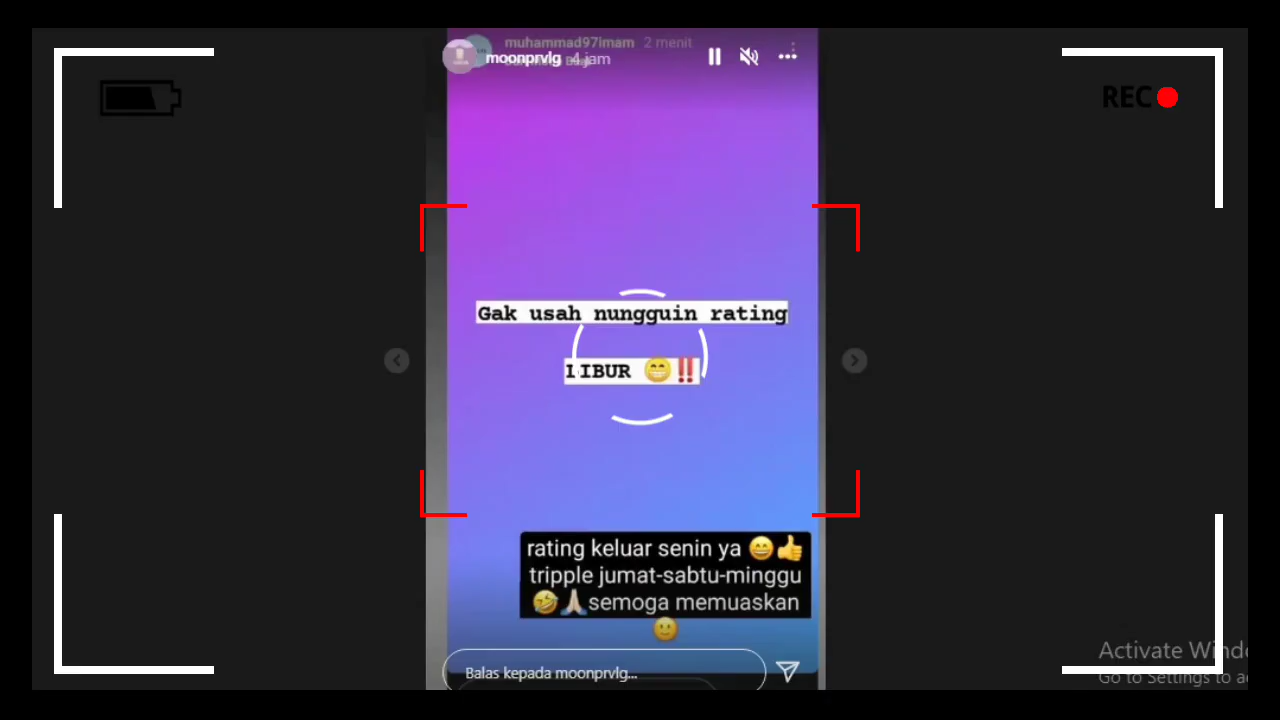 muhammad97imam 2 menit
moonprvlg 4 jam
REC
Gak usah nungguin rating
lIBUR 😁‼️
rating keluar senin ya 😄👍
tripple jumat-sabtu-minggu
🤣🙏🏻semoga memuaskan
🙂
Balas kepada moonprvlg...
Activate Windo
Go to Settings to a